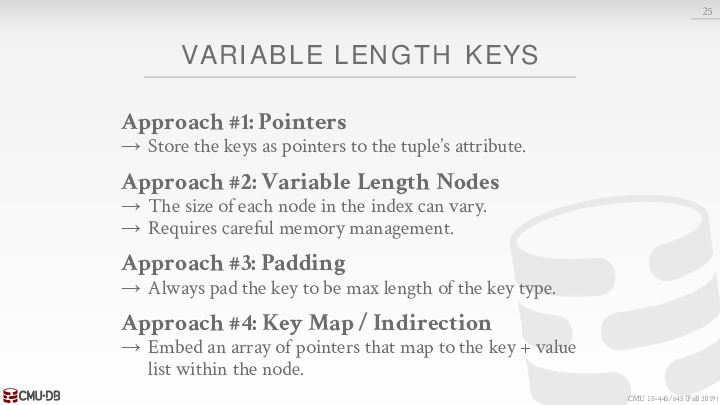 25
VARIABLE LENGTH KEYS
Approach #1: Pointers
→ Store the keys as pointers to the tuple's attribute.
Approach #2: Variable Length Nodes
→ The size of each node in the index can vary.
→ Requires careful memory management.
Approach #3: Padding
→ Always pad the key to be max length of the key type.
Approach #4: Key Map / Indirection
→ Embed an array of pointers that map to the key + value
list within the node.
CMU·DB
CMU 15-445/645 (Fall 2019)